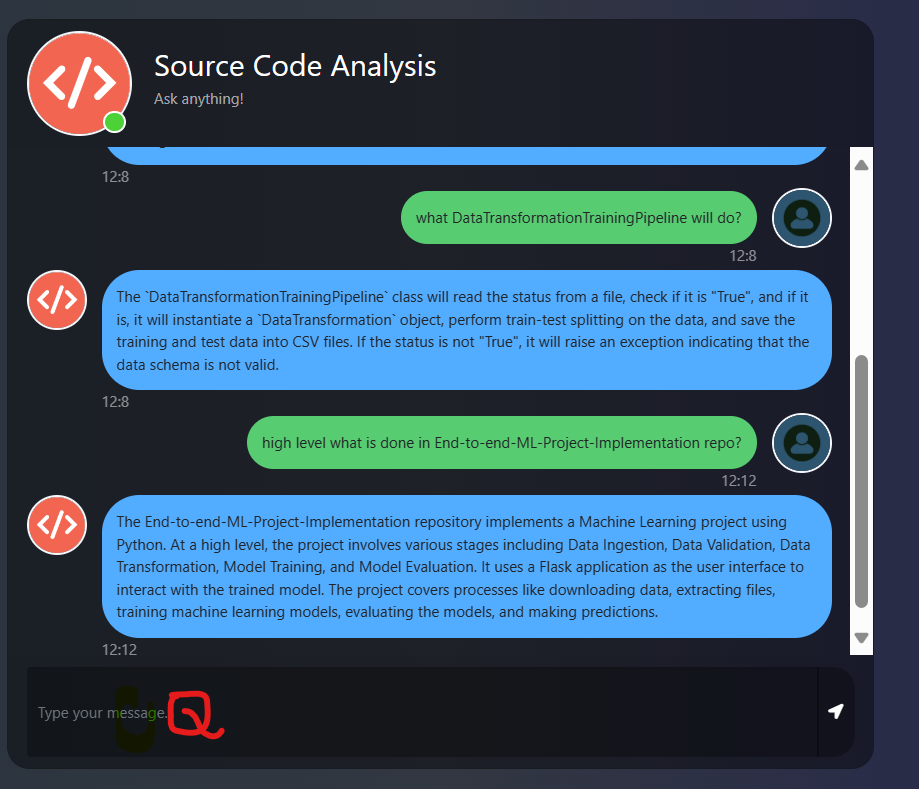 Source Code Analysis
Ask anything!
12:8
what DataTransformationTrainingPipeline will do?
12:8
The `DataTransformationTrainingPipeline` class will read the status from a file, check if it is "True", and if it
is, it will instantiate a `DataTransformation` object, perform train-test splitting on the data, and save the
training and test data into CSV files. If the status is not "True", it will raise an exception indicating that the
data schema is not valid.
12:8
high level what is done in End-to-end-ML-Project-Implementation repo?
12:12
The End-to-end-ML-Project-Implementation repository implements a Machine Learning project using
Python. At a high level, the project involves various stages including Data Ingestion, Data Validation, Data
Transformation, Model Training, and Model Evaluation. It uses a Flask application as the user interface to
interact with the trained model. The project covers processes like downloading data, extracting files,
training machine learning models, evaluating the models, and making predictions.
12:12
Type your message.